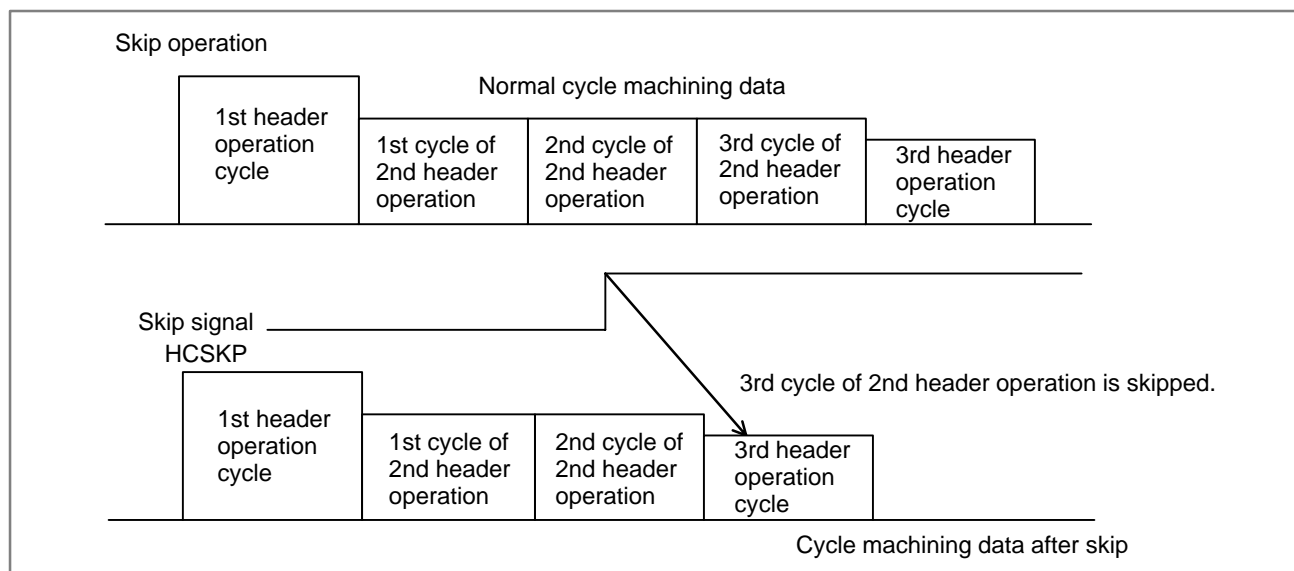 Skip operation
Normal cycle machining data
1st header
operation
cycle
1st cycle of
2nd header
operation
2nd cycle of
2nd header
operation
3rd cycle of
2nd header
operation
3rd header
operation
cycle
Skip signal
HCSKP
3rd cycle of 2nd header operation is skipped.
1st header
operation
cycle
1st cycle of
2nd header
operation
2nd cycle of
2nd header
operation
3rd header
operation
cycle
Cycle machining data after skip